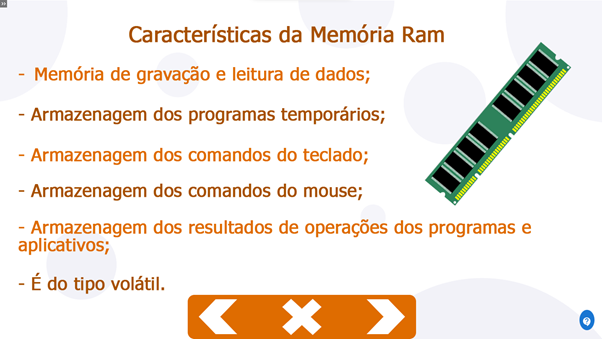 Características da Memória Ram
- Memória de gravação e leitura de dados;
- Armazenagem dos programas temporários;
- Armazenagem dos comandos do teclado;
- Armazenagem dos comandos do mouse;
- Armazenagem dos resultados de operações dos programas e
aplicativos;
- É do tipo volátil.